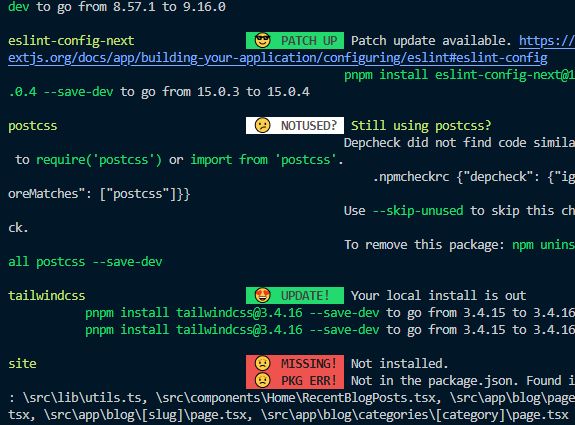 dev to go from 8.57.1 to 9.16.0
eslint-config-next 😎 PATCH UP Patch update available. https://
extjs.org/docs/app/building-your-application/configuring/eslint#eslint-config
pnpm install eslint-config-next@1
.0.4 --save-dev to go from 15.0.3 to 15.0.4
postcss 😕 NOTUSED? Still using postcss?
Depcheck did not find code simila
to require('postcss') or import from 'postcss'.
.npmcheckrc {"depcheck": {"ig
oreMatches": ["postcss"]}}
Use --skip-unused to skip this ch
ck.
To remove this package: npm unins
all postcss --save-dev
tailwindcss 🤩 UPDATE! Your local install is out
pnpm install tailwindcss@3.4.16 --save-dev to go from 3.4.15 to 3.4.16
pnpm install tailwindcss@3.4.16 --save-dev to go from 3.4.15 to 3.4.16
site 😟 MISSING! Not installed.
😟 PKG ERR! Not in the package.json. Found i
: \src\lib\utils.ts, \src\components\Home\RecentBlogPosts.tsx, \src\app\blog\page
tsx, \src\app\blog\[slug]\page.tsx, \src\app\blog\categories\[category]\page.tsx